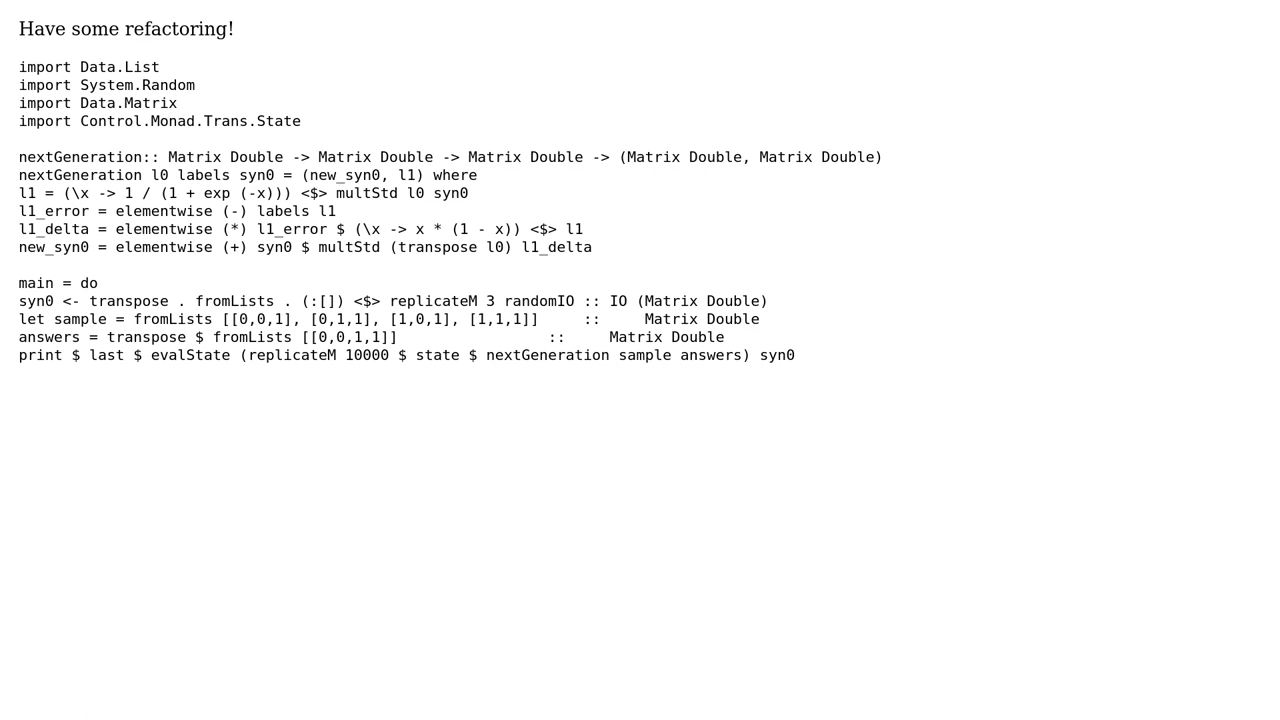 Have some refactoring!
import Data.List
import System.Random
import Data.Matrix
import Control.Monad.Trans.State
nextGeneration:: Matrix Double -> Matrix Double -> Matrix Double -> (Matrix Double, Matrix Double)
nextGeneration l0 labels syn0 = (new_syn0, l1) where
l1 = (\x -> 1 / (1 + exp (-x))) <$> multStd l0 syn0
l1_error = elementwise (-) labels l1
l1_delta = elementwise (*) l1_error $ (\x -> x * (1 - x)) <$> l1
new_syn0 = elementwise (+) syn0 $ multStd (transpose l0) l1_delta
main = do
syn0 <- transpose . fromLists . (:[]) <$> replicateM 3 randomIO :: IO (Matrix Double)
let sample = fromLists [[0,0,1], [0,1,1], [1,0,1], [1,1,1]]     ::     Matrix Double
answers = transpose $ fromLists [[0,0,1,1]]                 ::     Matrix Double
print $ last $ evalState (replicateM 10000 $ state $ nextGeneration sample answers) syn0